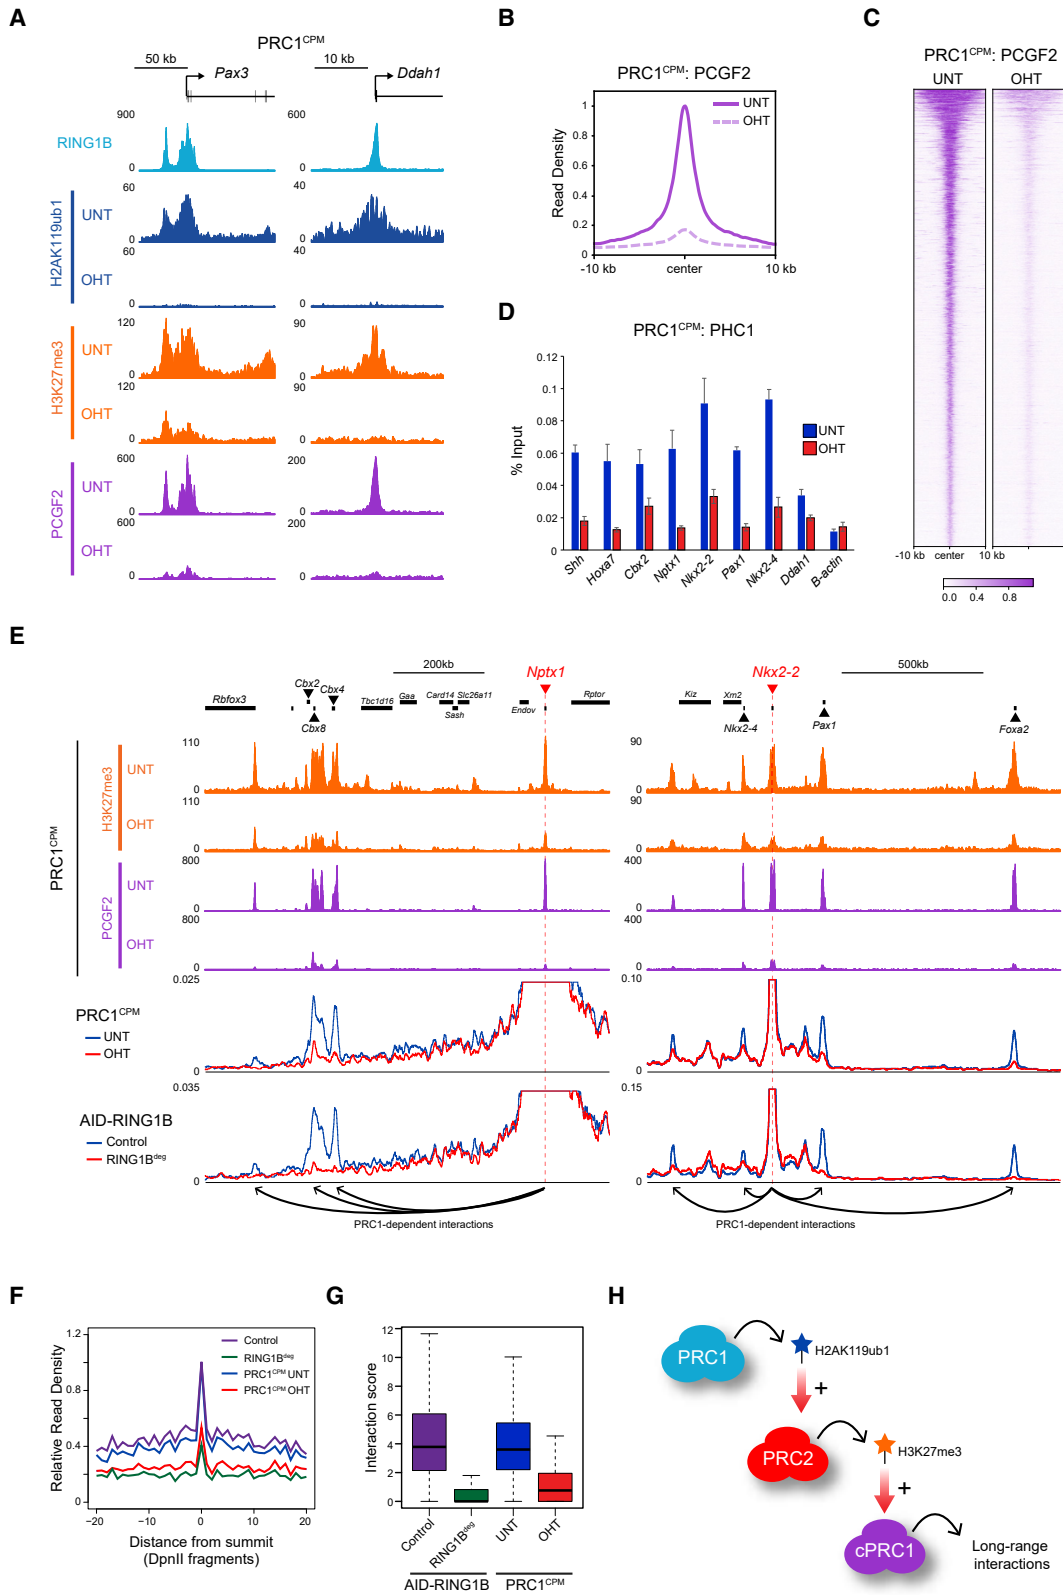 A
PRC1CPM
50 kb
10 kb
Pax3
Ddah1
900
600
RING1B
0
0
60
40
H2AK119ub1
UNT
0
0
60
40
OHT
0
0
120
90
H3K27me3
UNT
0
0
120
90
OHT
0
0
600
200
PCGF2
UNT
0
0
600
200
OHT
0
0
B
PRC1CPM: PCGF2
UNT
OHT
Read Density
1
0.8
0.6
0.4
0.2
0
-10 kb
center
10 kb
C
PRC1CPM: PCGF2
UNT
OHT
-10 kb
center
10 kb
0.0
0.4
0.8
D
PRC1CPM: PHC1
% Input
0.12
0.1
0.08
0.06
0.04
0.02
0
UNT
OHT
Shh
Hoxa7
Cbx2
Nptx1
Nkx2-2
Pax1
Nkx2-4
Ddah1
B-actin
E
200kb
500kb
Nptx1
Nkx2-2
Rbfox3
Cbx2
Cbx4
Cbx8
Tbc1d16
Gaa
Card14
Slc26a11
Sash
Endov
Rptor
Kiz
Xrn2
Nkx2-4
Pax1
Foxa2
PRC1CPM
H3K27me3
UNT
110
0
90
0
OHT
110
0
90
0
PCGF2
UNT
800
0
400
0
OHT
800
0
400
0
PRC1CPM
UNT
OHT
0.025
0
0.10
0
AID-RING1B
Control
RING1Bdeg
0.035
0
0.15
0
PRC1-dependent interactions
PRC1-dependent interactions
F
Relative Read Density
1.2
0.8
0.4
0
Control
RING1Bdeg
PRC1CPM UNT
PRC1CPM OHT
−20
−10
0
10
20
Distance from summit
(DpnII fragments)
G
Interaction score
12
10
8
6
4
2
0
Control
RING1Bdeg
UNT
OHT
AID-RING1B
PRC1CPM
H
PRC1
H2AK119ub1
+
PRC2
H3K27me3
+
cPRC1
Long-range
interactions